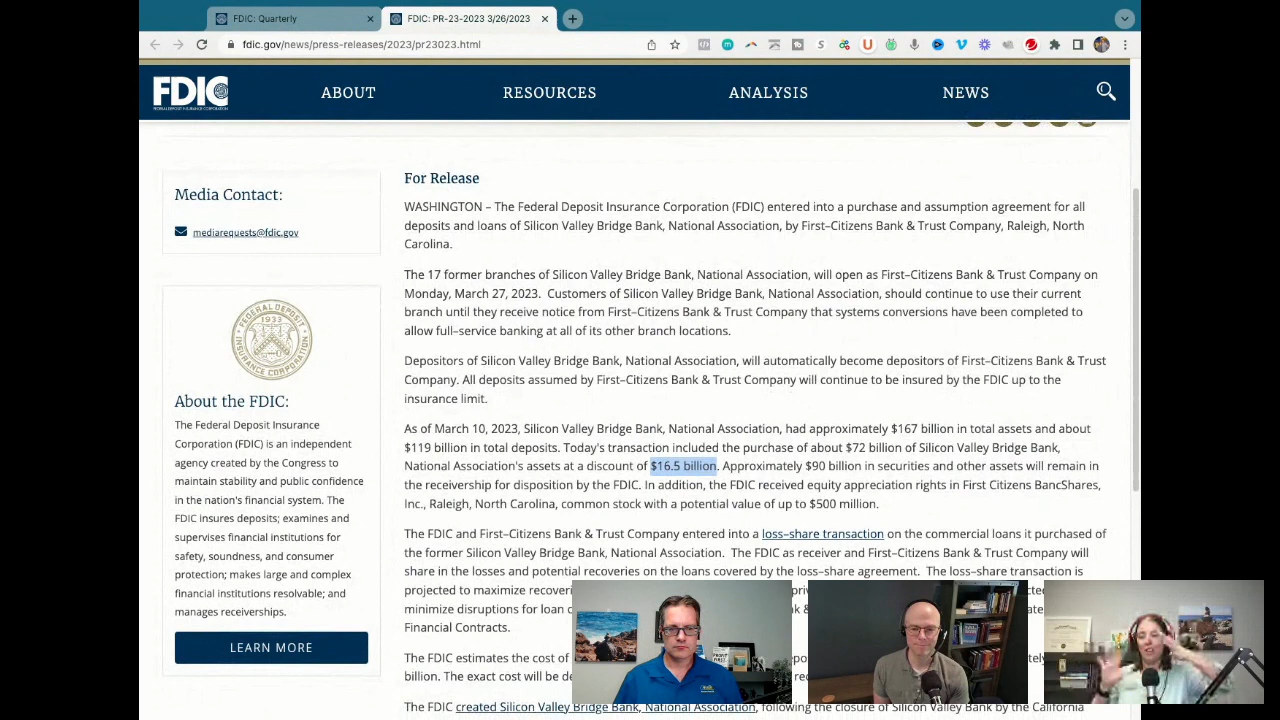 FDIC: Quarterly
FDIC: PR-23-2023 3/26/2023
fdic.gov/news/press-releases/2023/pr23023.html
FDIC
FEDERAL DEPOSIT INSURANCE CORPORATION
ABOUT
RESOURCES
ANALYSIS
NEWS
Media Contact:
mediarequests@fdic.gov
1933
About the FDIC:
The Federal Deposit Insurance
Corporation (FDIC) is an independent
agency created by the Congress to
maintain stability and public confidence
in the nation's financial system. The
FDIC insures deposits; examines and
supervises financial institutions for
safety, soundness, and consumer
protection; makes large and complex
financial institutions resolvable; and
manages receiverships.
LEARN MORE
For Release
WASHINGTON – The Federal Deposit Insurance Corporation (FDIC) entered into a purchase and assumption agreement for all
deposits and loans of Silicon Valley Bridge Bank, National Association, by First–Citizens Bank & Trust Company, Raleigh, North
Carolina.
The 17 former branches of Silicon Valley Bridge Bank, National Association, will open as First–Citizens Bank & Trust Company on
Monday, March 27, 2023. Customers of Silicon Valley Bridge Bank, National Association, should continue to use their current
branch until they receive notice from First–Citizens Bank & Trust Company that systems conversions have been completed to
allow full–service banking at all of its other branch locations.
Depositors of Silicon Valley Bridge Bank, National Association, will automatically become depositors of First–Citizens Bank & Trust
Company. All deposits assumed by First–Citizens Bank & Trust Company will continue to be insured by the FDIC up to the
insurance limit.
As of March 10, 2023, Silicon Valley Bridge Bank, National Association, had approximately $167 billion in total assets and about
$119 billion in total deposits. Today's transaction included the purchase of about $72 billion of Silicon Valley Bridge Bank,
National Association's assets at a discount of $16.5 billion. Approximately $90 billion in securities and other assets will remain in
the receivership for disposition by the FDIC. In addition, the FDIC received equity appreciation rights in First Citizens BancShares,
Inc., Raleigh, North Carolina, common stock with a potential value of up to $500 million.
The FDIC and First–Citizens Bank & Trust Company entered into a loss–share transaction on the commercial loans it purchased of
the former Silicon Valley Bridge Bank, National Association. The FDIC as receiver and First–Citizens Bank & Trust Company will
share in the losses and potential recoveries on the loans covered by the loss–share agreement. The loss–share transaction is
projected to maximize
minimize disruptions for loan
Financial Contracts.
The FDIC estimates the cost of
billion. The exact cost will be
The FDIC created Silicon Valley Bridge Bank, National Association, following the closure of Silicon Valley Bank by the California
PROFIT FIRST